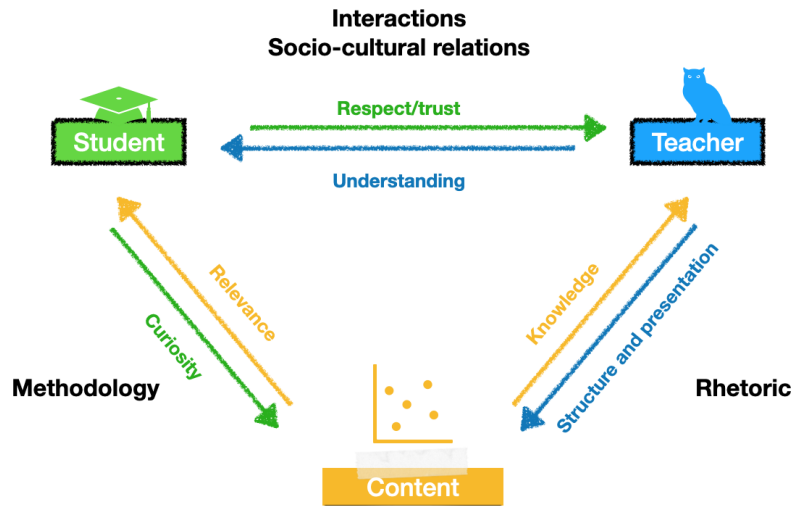 Interactions
Socio-cultural relations
Respect/trust
Student
Teacher
Understanding
Relevance
Knowledge
Curiosity
Structure and presentation
Methodology
Rhetoric
Content